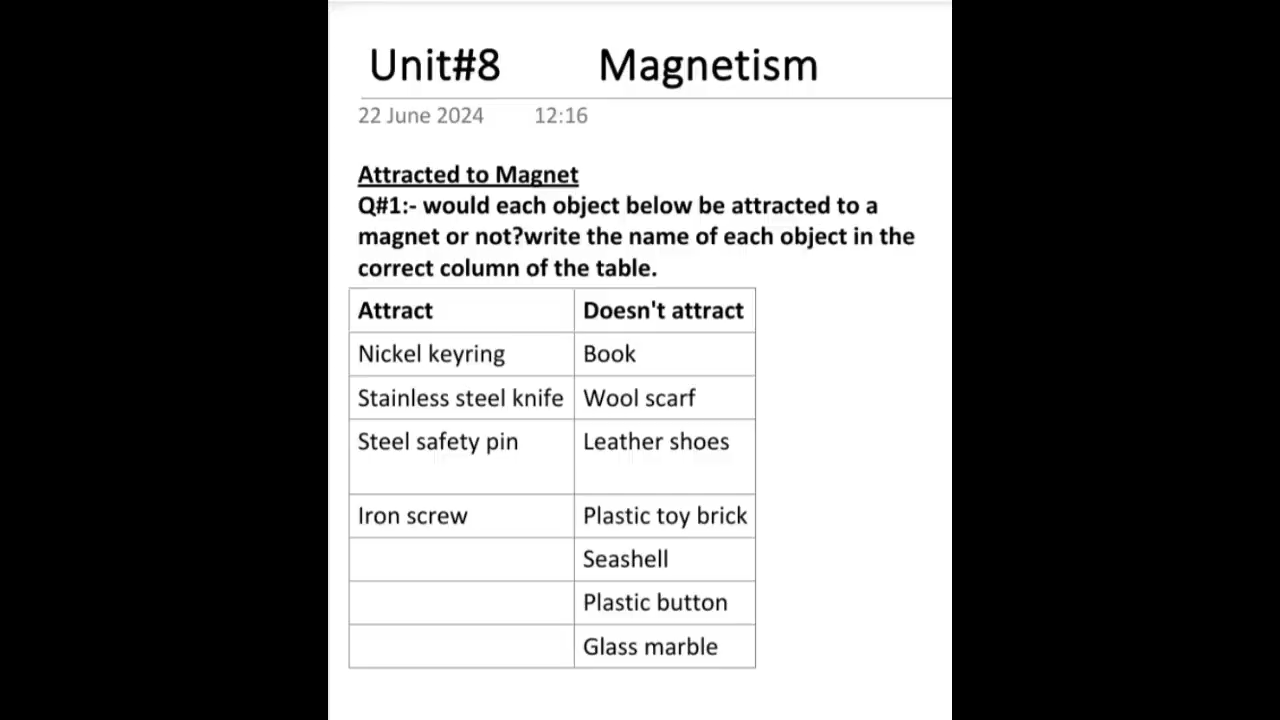 Unit#8 Magnetism
22 June 2024 12:16
Attracted to Magnet
Q#1:- would each object below be attracted to a
magnet or not?write the name of each object in the
correct column of the table.
Attract Doesn't attract
Nickel keyring Book
Stainless steel knife Wool scarf
Steel safety pin Leather shoes
Iron screw Plastic toy brick
Seashell
Plastic button
Glass marble